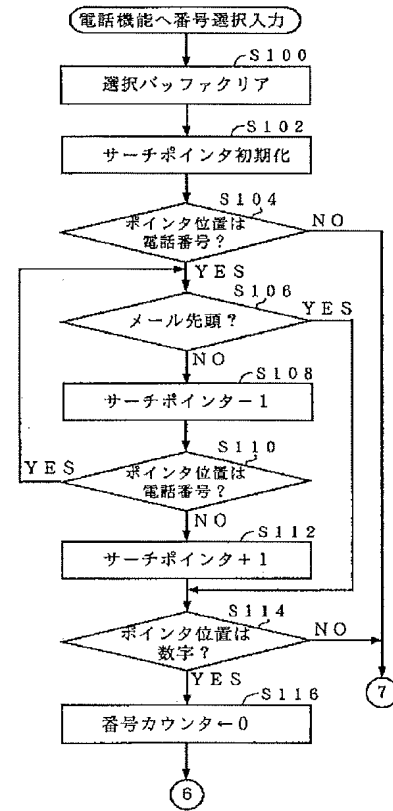 電話機能へ番号選択入力
S100
選択バッファクリア
S102
サーチポインタ初期化
S104
ポインタ位置は
電話番号?
NO
YES
S106
メール先頭?
YES
NO
S108
サーチポインター1
S110
YES
ポインタ位置は
電話番号?
NO
S112
サーチポインタ+1
S114
ポインタ位置は
数字?
NO
YES
S116
7
番号カウンタ←0
6